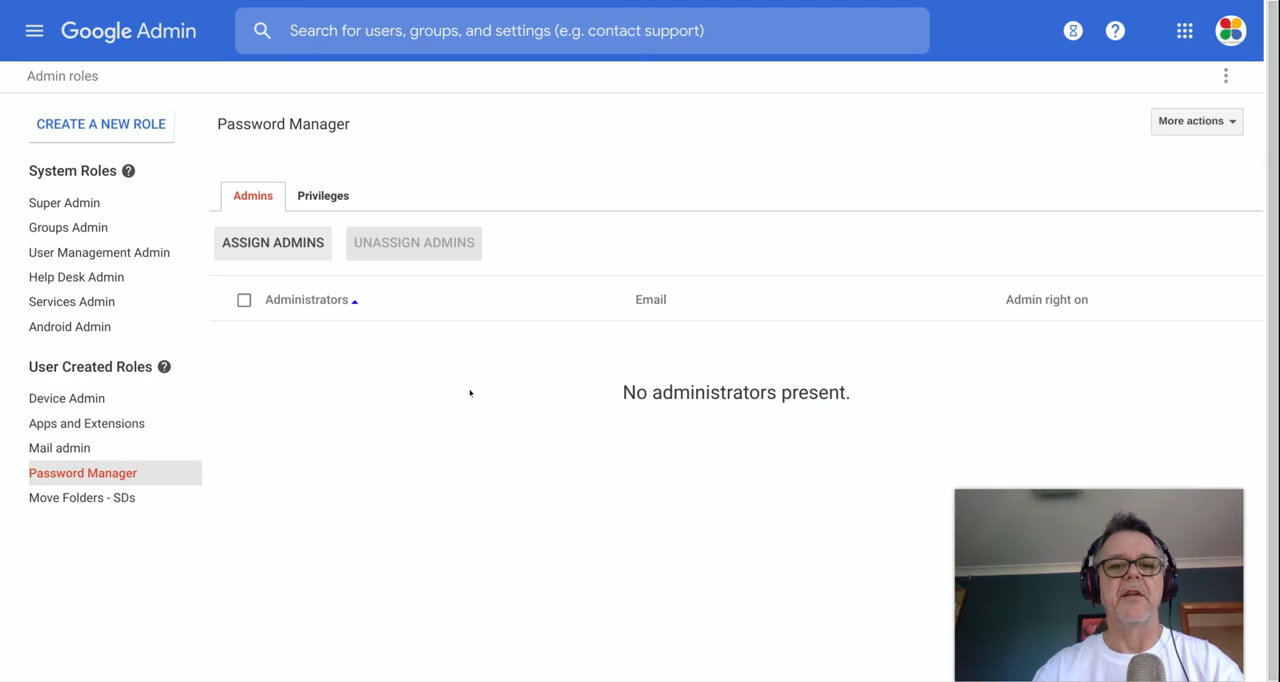 Google Admin
Search for users, groups, and settings (e.g. contact support)
Admin roles
CREATE A NEW ROLE
System Roles
Super Admin
Groups Admin
User Management Admin
Help Desk Admin
Services Admin
Android Admin
User Created Roles
Device Admin
Apps and Extensions
Mail admin
Password Manager
Move Folders - SDs
Password Manager
More actions
Admins
Privileges
ASSIGN ADMINS
UNASSIGN ADMINS
Administrators
Email
Admin right on
No administrators present.